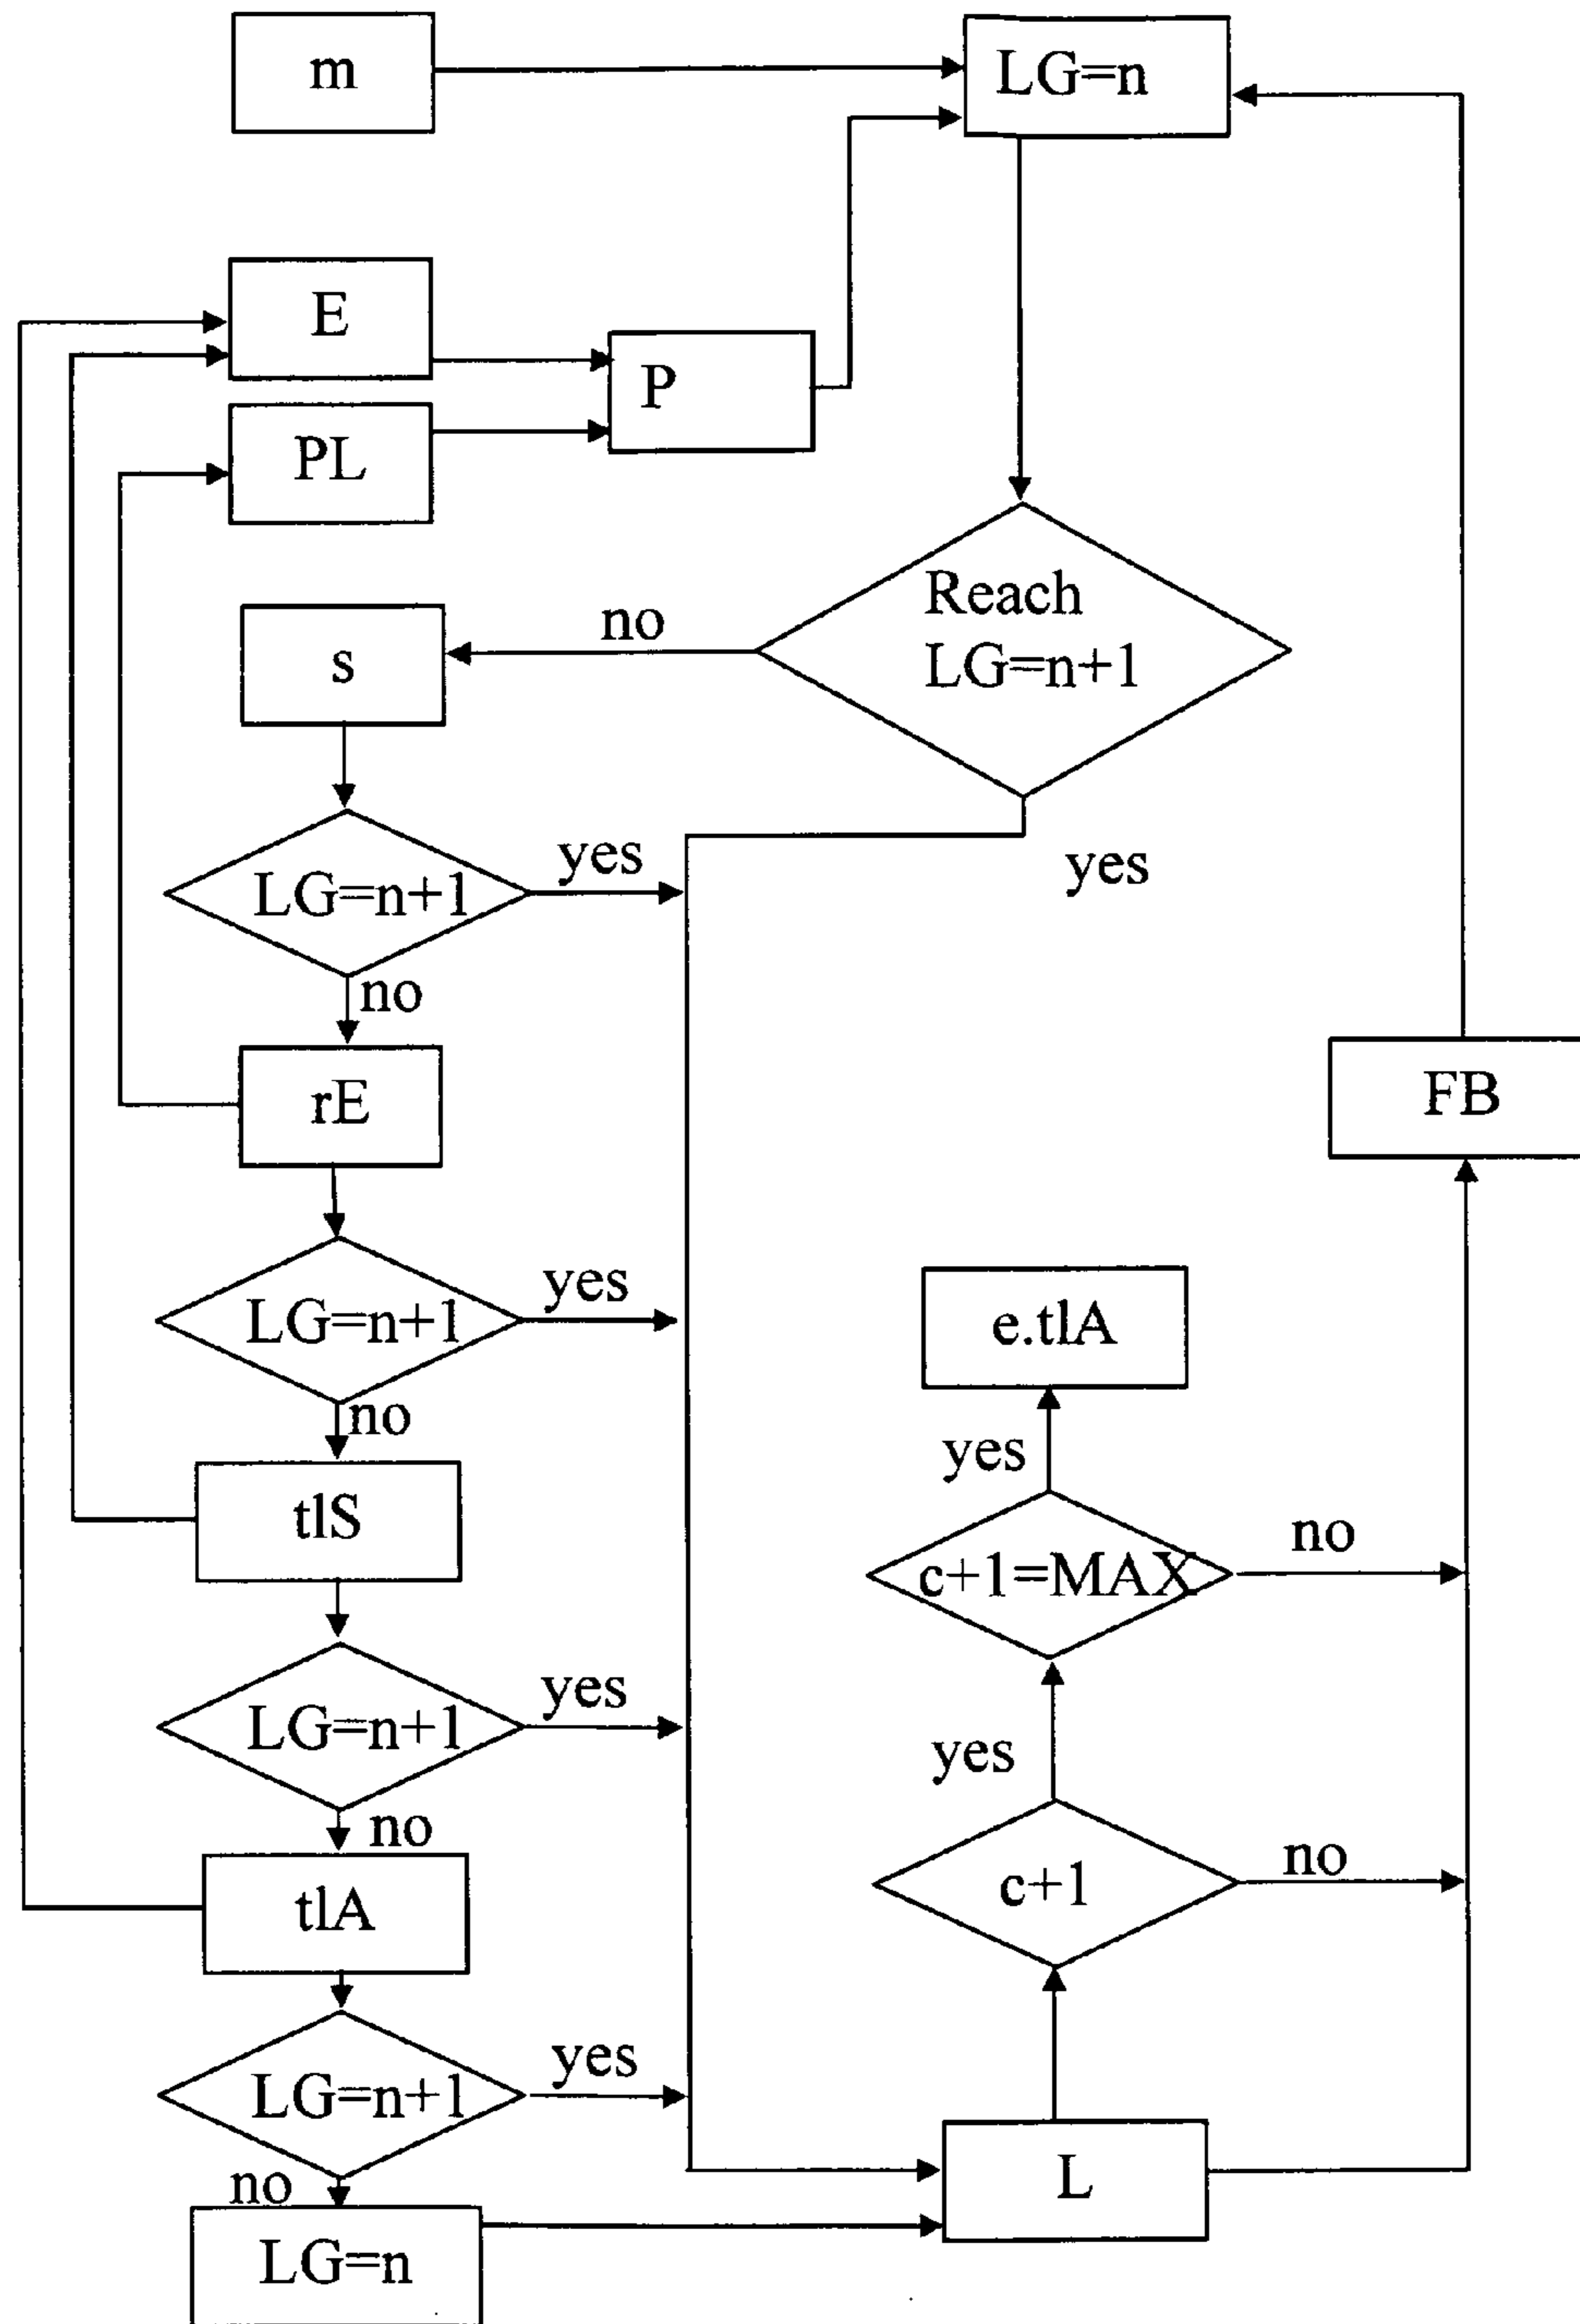 m
LG=n
E
P
PL
Reach
LG=n+1
no
s
yes
yes
LG=n+1
no
rE
FB
yes
LG=n+1
e.tlA
no
yes
tlS
no
c+1=MAX
yes
LG=n+1
yes
no
no
tlA
c+1
yes
LG=n+1
no
L
LG=n